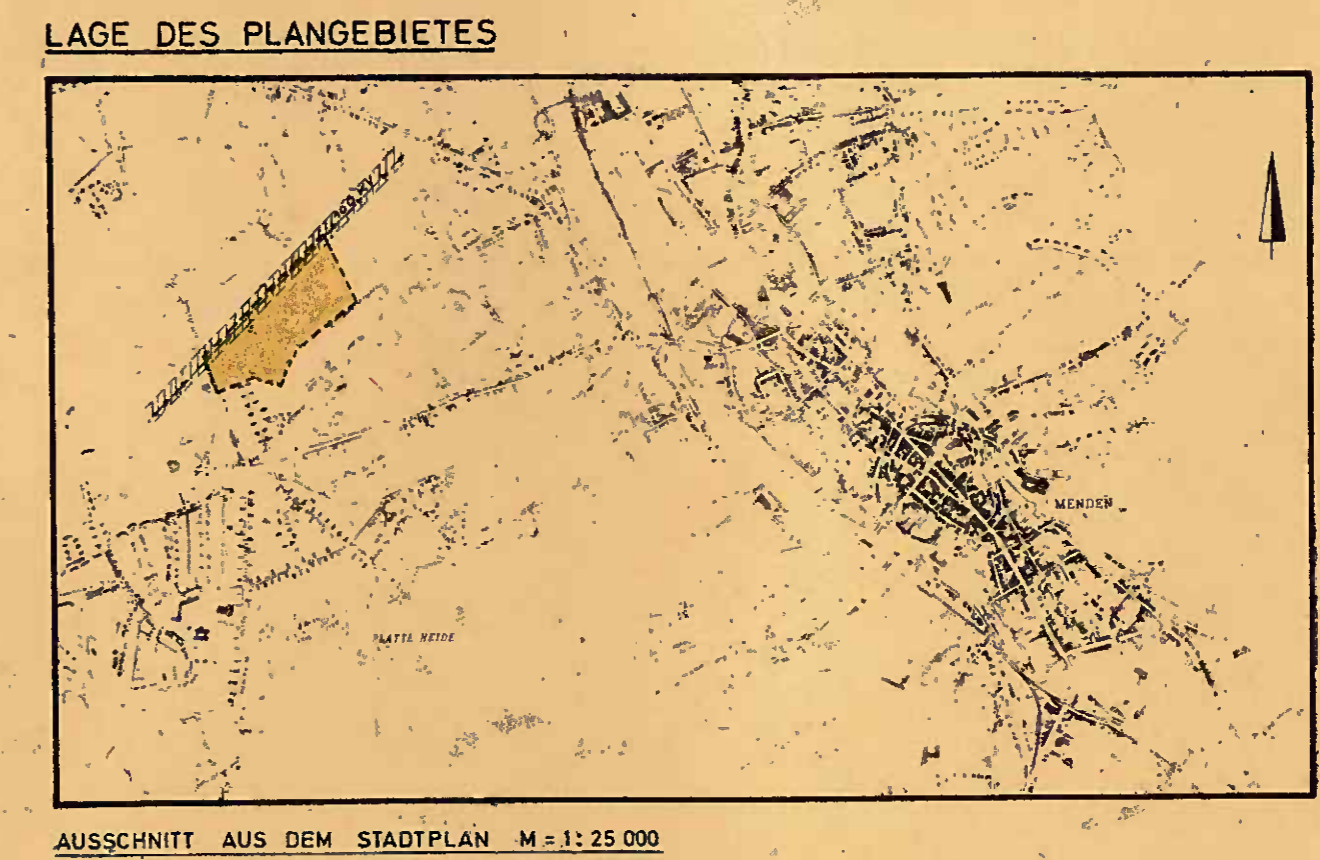 LAGE DES PLANGEBIETES
MENDEN
PLATTE HEIDE
AUSSCHNITT AUS DEM STADTPLAN M = 1: 25 000